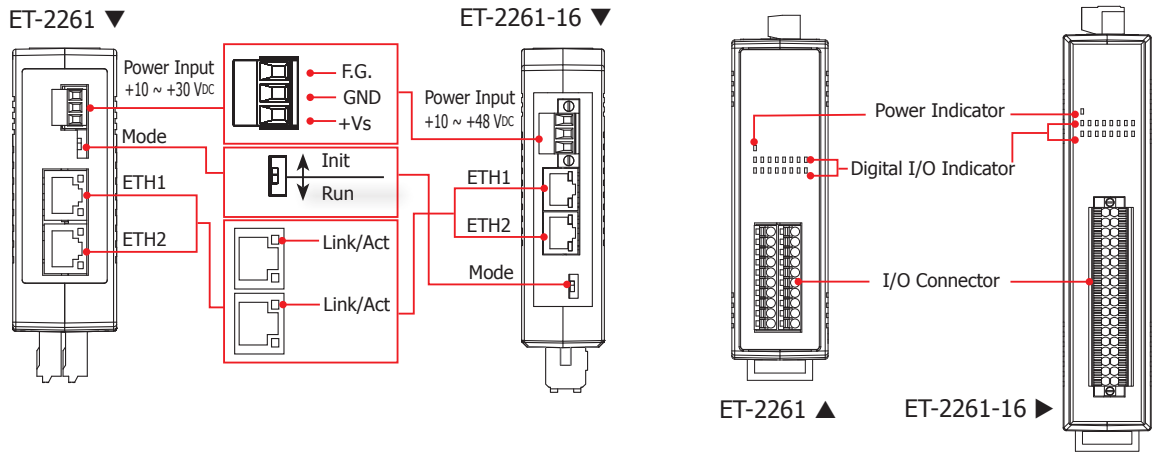 ET-2261 ▼
ET-2261-16 ▼
Power Input
+10 ~ +30 VDC
F.G.
GND
+Vs
Power Input
+10 ~ +48 VDC
Mode
Init
Run
ETH1
ETH2
ETH1
ETH2
Link/Act
Link/Act
Mode
Power Indicator
Digital I/O Indicator
I/O Connector
ET-2261 ▲
ET-2261-16 ▶